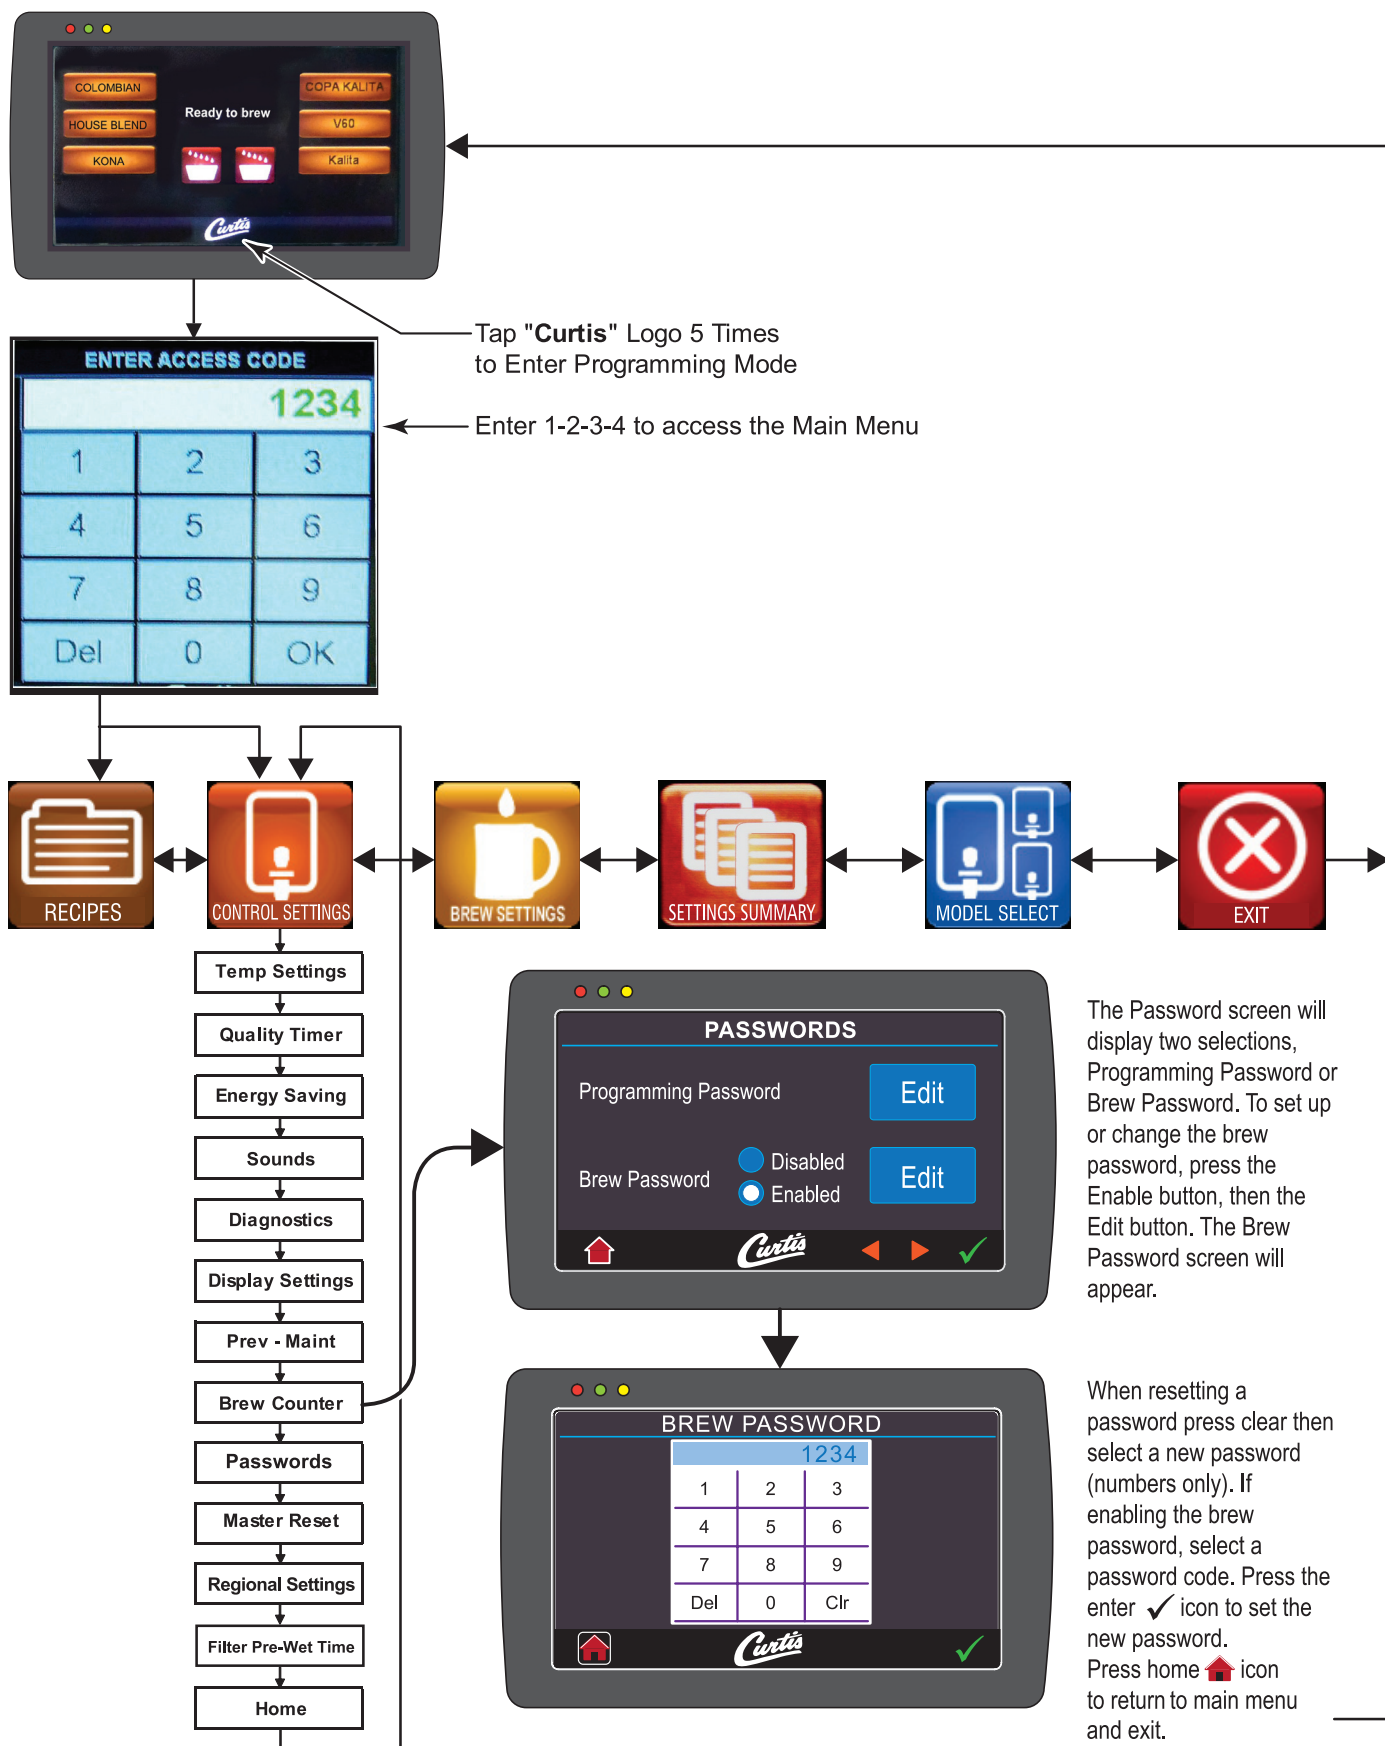 COLOMBIAN
HOUSE BLEND
KONA
Ready to brew
COPA KALITA
V60
Kalita
Curtis
Tap "Curtis" Logo 5 Times
to Enter Programming Mode
ENTER ACCESS CODE
1234
Enter 1-2-3-4 to access the Main Menu
1 2 3
4 5 6
7 8 9
Del 0 OK
RECIPES
CONTROL SETTINGS
BREW SETTINGS
SETTINGS SUMMARY
MODEL SELECT
EXIT
Temp Settings
Quality Timer
Energy Saving
Sounds
Diagnostics
Display Settings
Prev - Maint
Brew Counter
Passwords
Master Reset
Regional Settings
Filter Pre-Wet Time
Home
PASSWORDS
Programming Password Edit
Disabled
Brew Password Edit
Enabled
Curtis
The Password screen will
display two selections,
Programming Password or
Brew Password. To set up
or change the brew
password, press the
Enable button, then the
Edit button. The Brew
Password screen will
appear.
BREW PASSWORD
1234
1 2 3
4 5 6
7 8 9
Del 0 Clr
Curtis
When resetting a
password press clear then
select a new password
(numbers only). If
enabling the brew
password, select a
password code. Press the
enter ✓ icon to set the
new password.
Press home icon
to return to main menu
and exit.